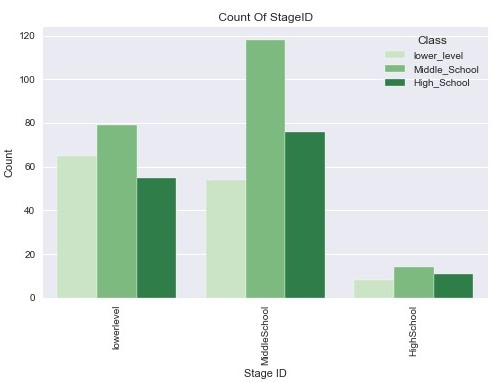 Count Of StageID
Class
lower_level
Middle_School
High_School
120
100
80
60
40
20
0
Count
lowerlevel
MiddleSchool
HighSchool
Stage ID